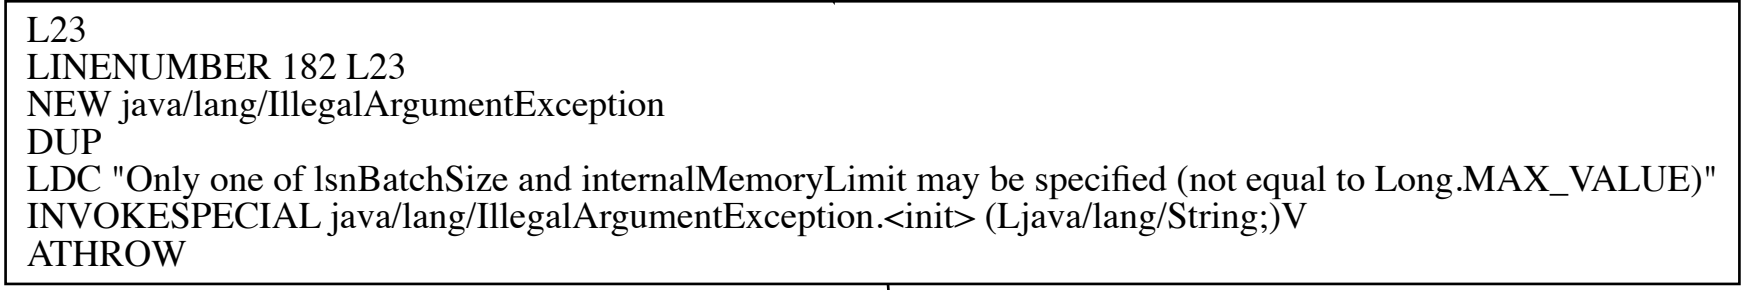 L23
LINENUMBER 182 L23
NEW java/lang/IllegalArgumentException
DUP
LDC "Only one of lsnBatchSize and internalMemoryLimit may be specified (not equal to Long.MAX_VALUE)"
INVOKESPECIAL java/lang/IllegalArgumentException.<init> (Ljava/lang/String;)V
ATHROW